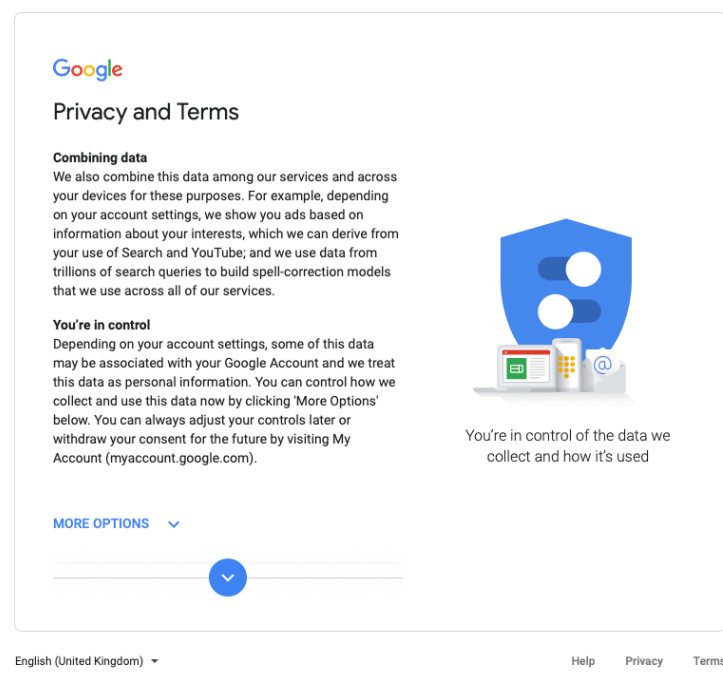 Google
Privacy and Terms
Combining data
We also combine this data among our services and across
your devices for these purposes. For example, depending
on your account settings, we show you ads based on
information about your interests, which we can derive from
your use of Search and YouTube; and we use data from
trillions of search queries to build spell-correction models
that we use across all of our services.
You're in control
Depending on your account settings, some of this data
may be associated with your Google Account and we treat
this data as personal information. You can control how we
collect and use this data now by clicking 'More Options'
below. You can always adjust your controls later or
withdraw your consent for the future by visiting My
Account (myaccount.google.com).
@
You're in control of the data we
collect and how it's used
MORE OPTIONS
English (United Kingdom)
Help Privacy Terms